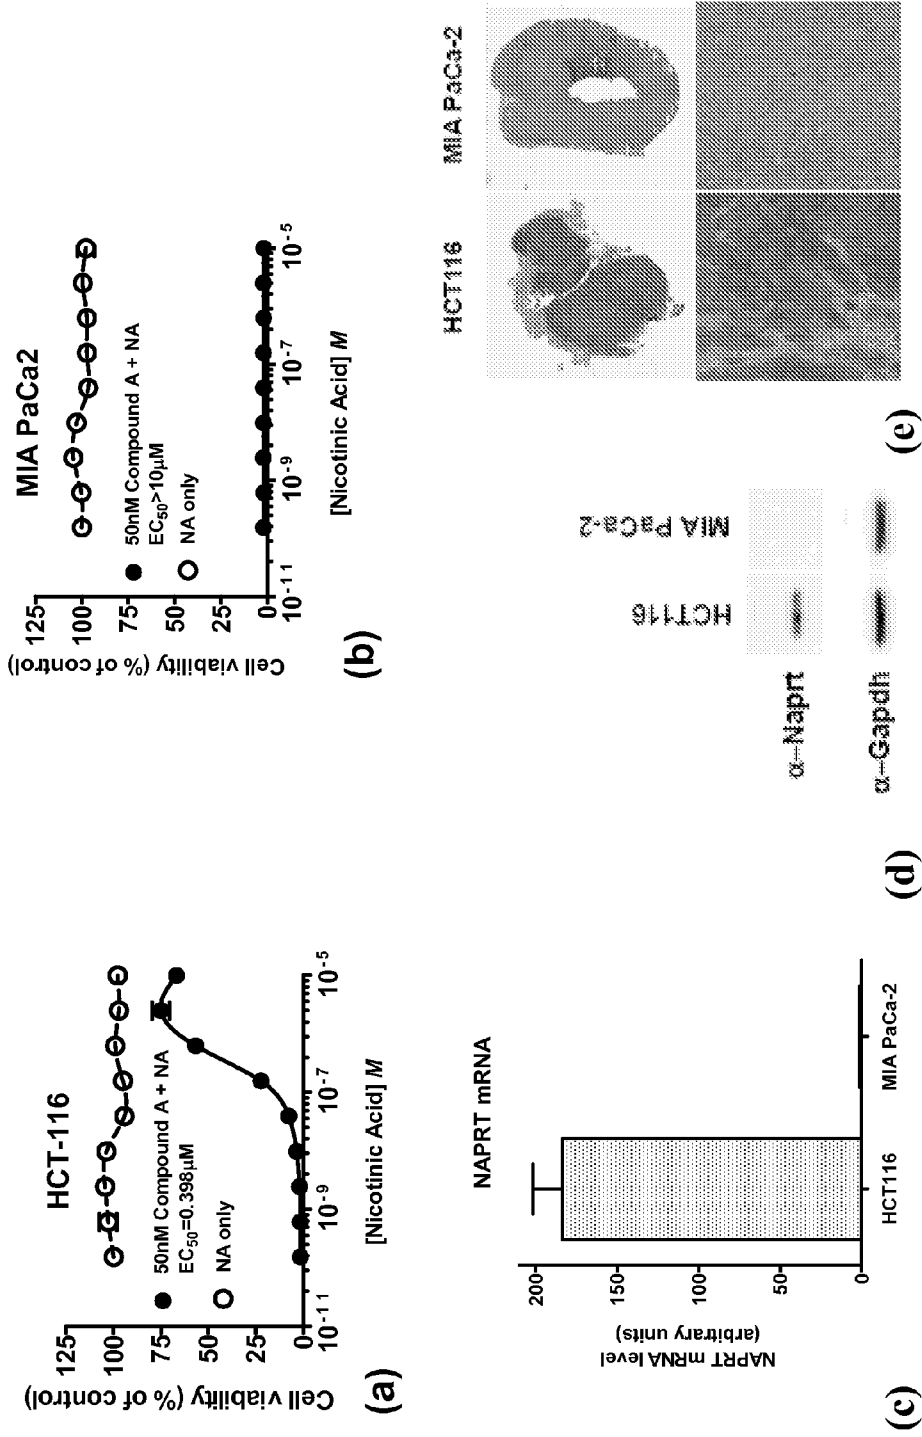 HCT-116
125
100
75
50
25
0
Cell viability (% of control)
50nM Compound A + NA
EC50=0.398µM
NA only
10-11
10-9
10-7
10-5
[Nicotinic Acid] M
(a)
MIA PaCa2
125
100
75
50
25
0
Cell viability (% of control)
50nM Compound A + NA
EC50>10µM
NA only
10-11
10-9
10-7
10-5
[Nicotinic Acid] M
(b)
NAPRT mRNA
200
150
100
50
0
NAPRT mRNA level
(arbitrary units)
HCT116
MIA PaCa-2
(c)
HCT116
MIA PaCa-2
α-Naprt
α-Gapdh
(d)
HCT116
MIA PaCa-2
(e)